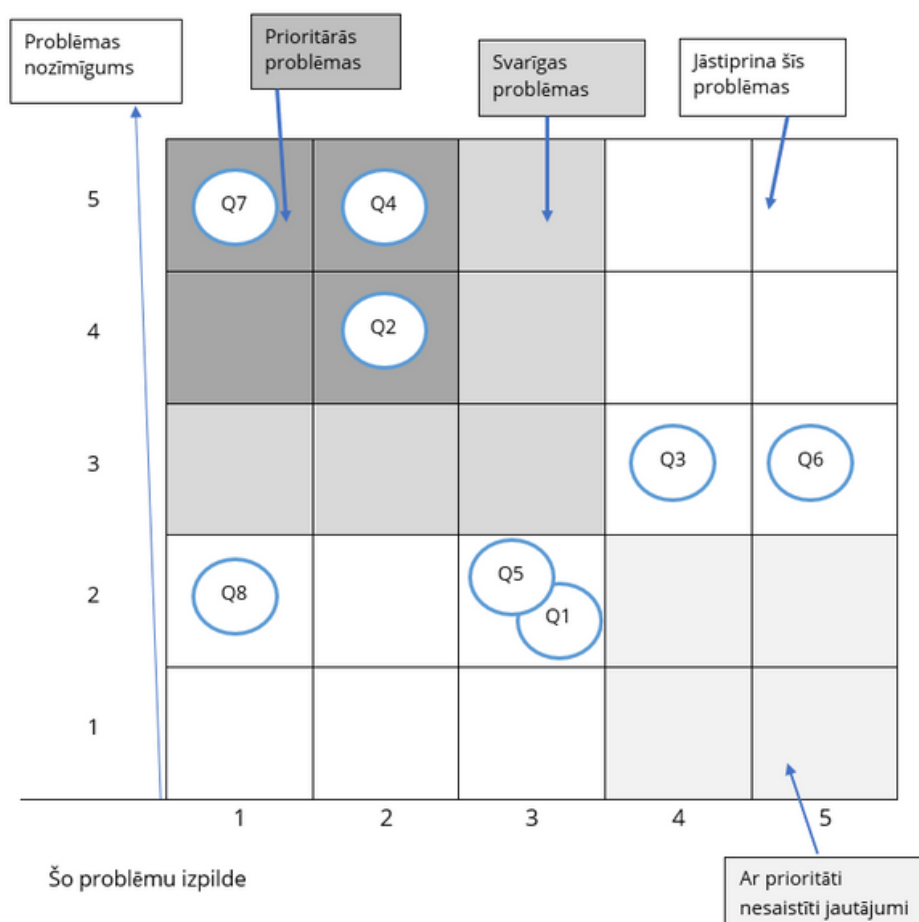 Problēmas
nozīmīgums
Prioritārās
problēmas
Svarīgas
problēmas
Jāstiprina šīs
problēmas
5
Q7
Q4
4
Q2
3
Q3
Q6
2
Q8
Q5
Q1
1
1
2
3
4
5
Šo problēmu izpilde
Ar prioritāti
nesaistīti jautājumi